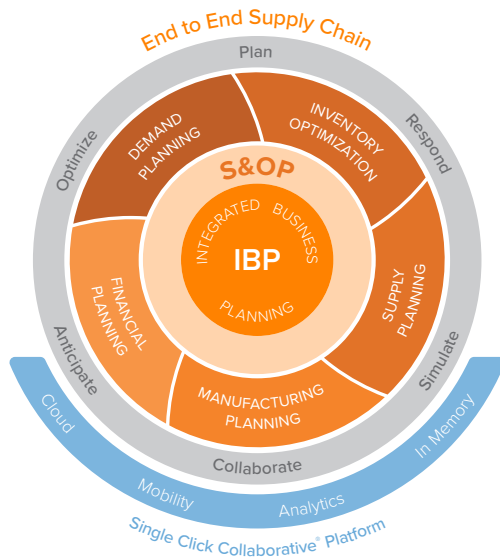 End to End Supply Chain
Plan
Respond
Simulate
Collaborate
Anticipate
Optimize
DEMAND
PLANNING
INVENTORY
OPTIMIZATION
SUPPLY
PLANNING
MANUFACTURING
PLANNING
FINANCIAL
PLANNING
S&OP
INTEGRATED BUSINESS
IBP
PLANNING
Cloud
Mobility
Analytics
In Memory
Single Click Collaborative® Platform